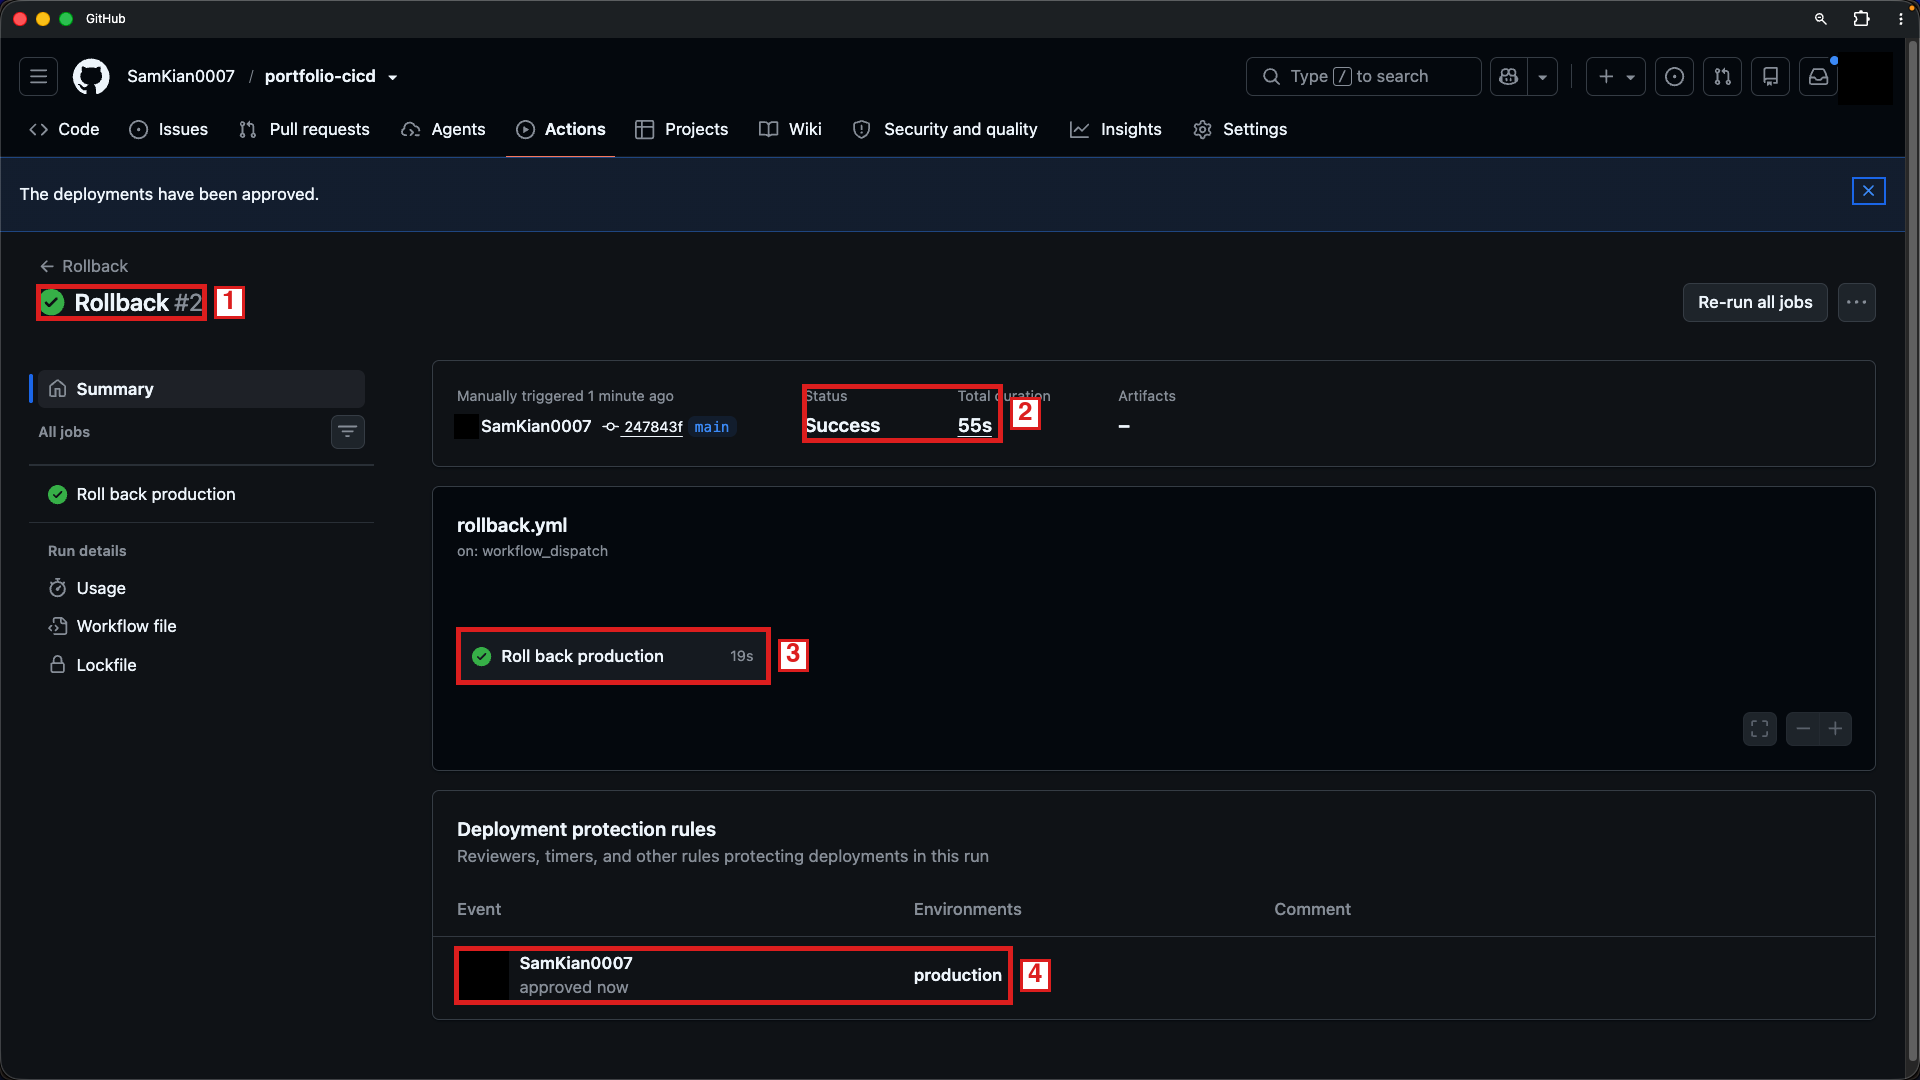 GitHub
SamKian0007 / portfolio-cicd
Type / to search
Code
Issues
Pull requests
Agents
Actions
Projects
Wiki
Security and quality
Insights
Settings
The deployments have been approved.
Rollback
Rollback #2
1
Re-run all jobs
Summary
All jobs
Roll back production
Run details
Usage
Workflow file
Lockfile
Manually triggered 1 minute ago
SamKian0007 247843f main
Status
Success
Total duration
55s
2
Artifacts
–
rollback.yml
on: workflow_dispatch
Roll back production 19s
3
Deployment protection rules
Reviewers, timers, and other rules protecting deployments in this run
Event Environments Comment
SamKian0007
approved now
production
4